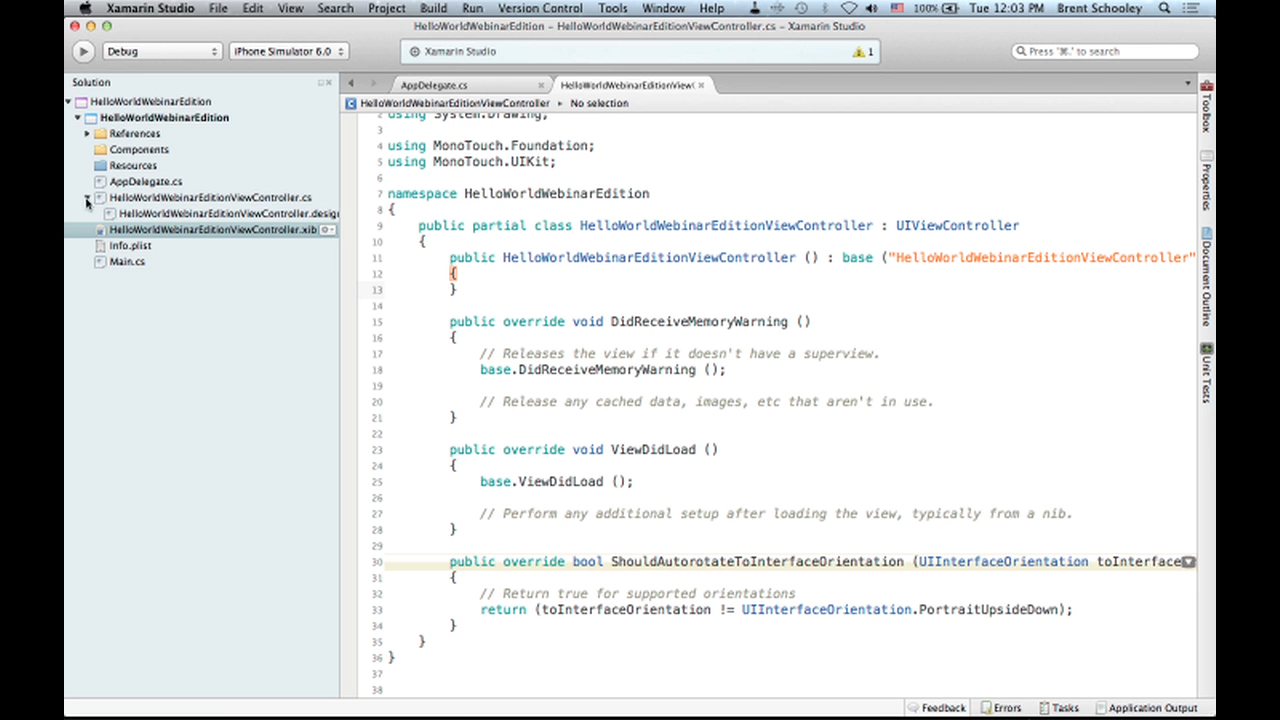 Xamarin Studio File Edit View Search Project Build Run Version Control Tools Window Help 100% Tue 12:03 PM Brent Schooley
HelloWorldWebinarEdition – HelloWorldWebinarEditionViewController.cs – Xamarin Studio
Debug iPhone Simulator 6.0 Xamarin Studio 1 Press '⌘.' to search
Solution
HelloWorldWebinarEdition
HelloWorldWebinarEdition
References
Components
Resources
AppDelegate.cs
HelloWorldWebinarEditionViewController.cs
HelloWorldWebinarEditionViewController.desig
HelloWorldWebinarEditionViewController.xib
Info.plist
Main.cs
AppDelegate.cs HelloWorldWebinarEditionView
HelloWorldWebinarEditionViewController No selection
2 using System.Drawing;
3
4 using MonoTouch.Foundation;
5 using MonoTouch.UIKit;
6
7 namespace HelloWorldWebinarEdition
8 {
9 public partial class HelloWorldWebinarEditionViewController : UIViewController
10 {
11 public HelloWorldWebinarEditionViewController () : base ("HelloWorldWebinarEditionViewController"
12 {
13 }
14
15 public override void DidReceiveMemoryWarning ()
16 {
17 // Releases the view if it doesn't have a superview.
18 base.DidReceiveMemoryWarning ();
19
20 // Release any cached data, images, etc that aren't in use.
21 }
22
23 public override void ViewDidLoad ()
24 {
25 base.ViewDidLoad ();
26
27 // Perform any additional setup after loading the view, typically from a nib.
28 }
29
30 public override bool ShouldAutorotateToInterfaceOrientation (UIInterfaceOrientation toInterface
31 {
32 // Return true for supported orientations
33 return (toInterfaceOrientation != UIInterfaceOrientation.PortraitUpsideDown);
34 }
35 }
36 }
37
38
Toolbox
Properties
Document Outline
Unit Tests
Feedback Errors Tasks Application Output